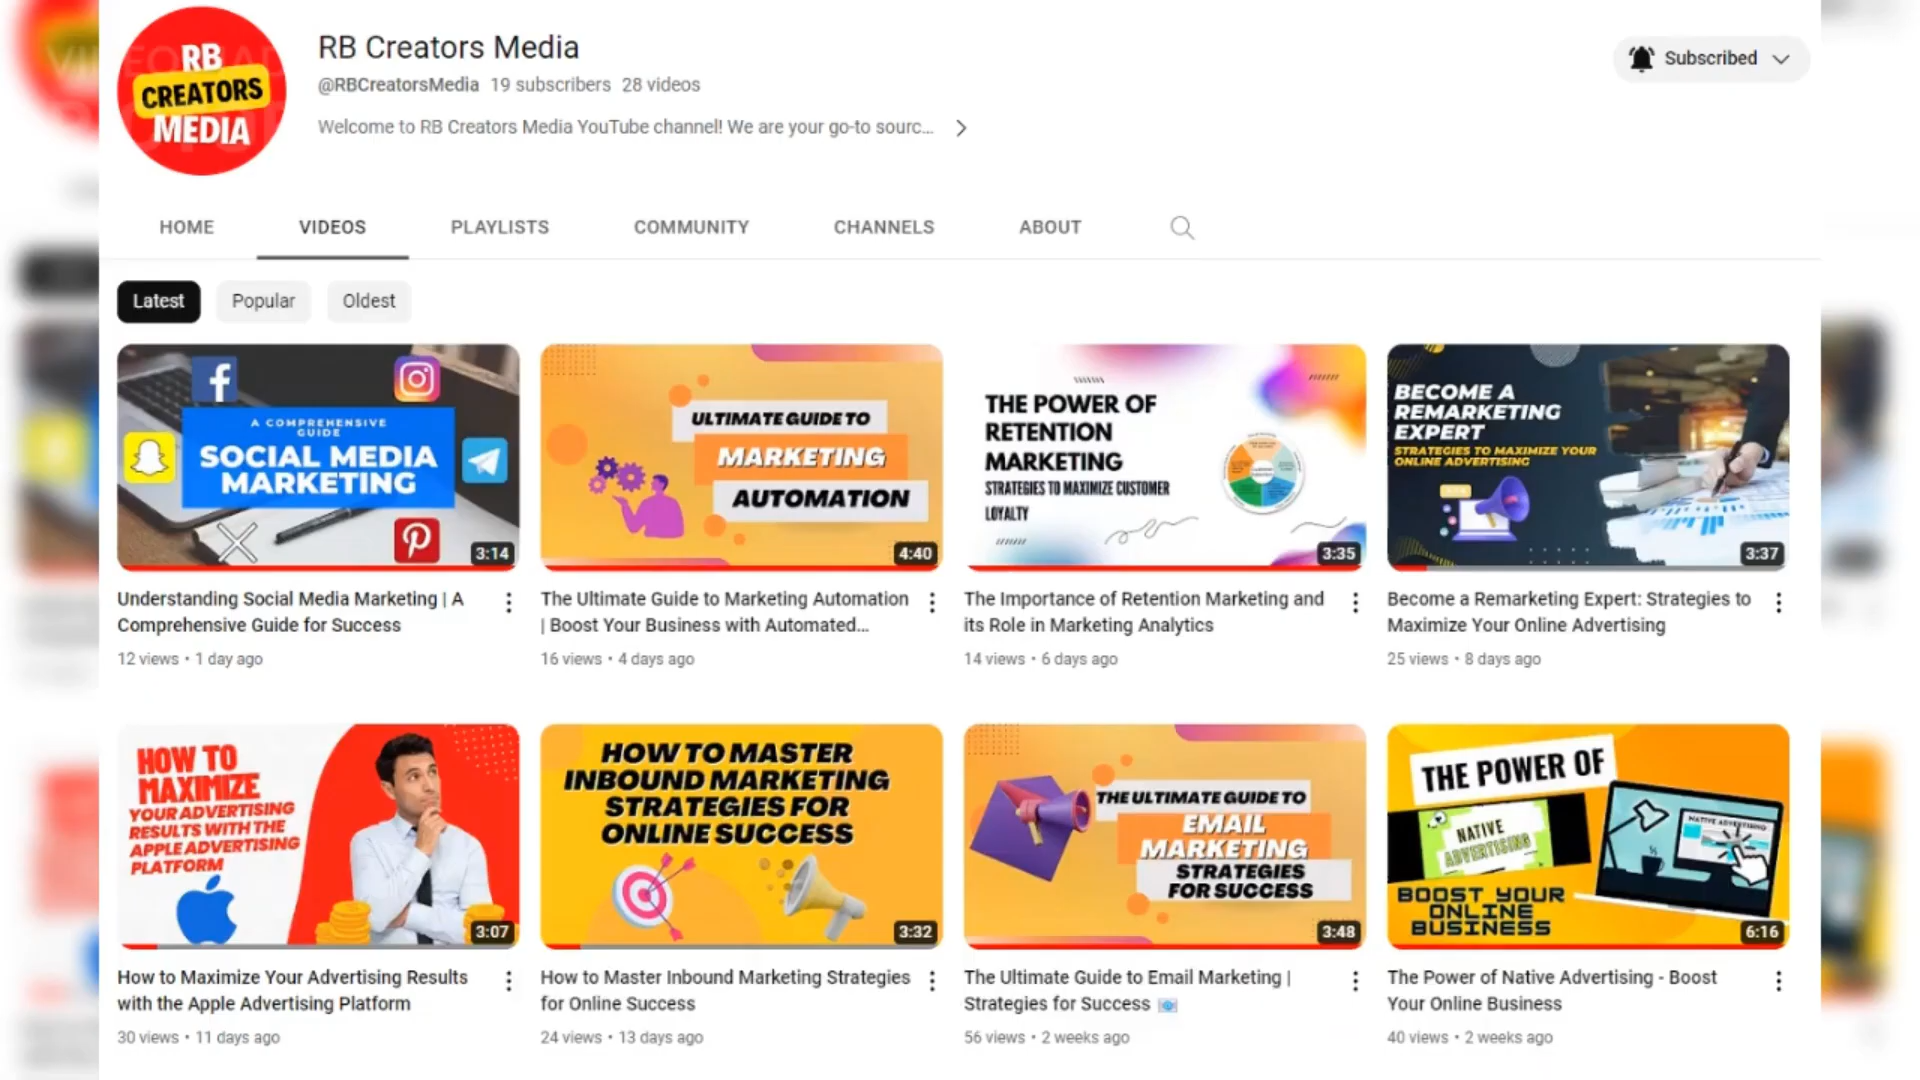 RB
CREATORS
MEDIA
RB Creators Media
@RBCreatorsMedia 19 subscribers 28 videos
Welcome to RB Creators Media YouTube channel! We are your go-to sourc...
Subscribed
HOME VIDEOS PLAYLISTS COMMUNITY CHANNELS ABOUT
Latest Popular Oldest
A COMPREHENSIVE
GUIDE
SOCIAL MEDIA
MARKETING
3:14
ULTIMATE GUIDE TO
MARKETING
AUTOMATION
4:40
THE POWER OF
RETENTION
MARKETING
STRATEGIES TO MAXIMIZE CUSTOMER
LOYALTY
3:35
BECOME A
REMARKETING
EXPERT
STRATEGIES TO MAXIMIZE YOUR
ONLINE ADVERTISING
3:37
Understanding Social Media Marketing | A
Comprehensive Guide for Success
12 views • 1 day ago
The Ultimate Guide to Marketing Automation
| Boost Your Business with Automated...
16 views • 4 days ago
The Importance of Retention Marketing and
its Role in Marketing Analytics
14 views • 6 days ago
Become a Remarketing Expert: Strategies to
Maximize Your Online Advertising
25 views • 8 days ago
HOW TO
MAXIMIZE
YOUR ADVERTISING
RESULTS WITH THE
APPLE ADVERTISING
PLATFORM
3:07
HOW TO MASTER
INBOUND MARKETING
STRATEGIES FOR
ONLINE SUCCESS
3:32
THE ULTIMATE GUIDE TO
EMAIL
MARKETING
STRATEGIES
FOR SUCCESS
3:48
THE POWER OF
NATIVE
ADVERTISING
NATIVE ADVERTISING
BOOST YOUR
ONLINE
BUSINESS
6:16
How to Maximize Your Advertising Results
with the Apple Advertising Platform
30 views • 11 days ago
How to Master Inbound Marketing Strategies
for Online Success
24 views • 13 days ago
The Ultimate Guide to Email Marketing |
Strategies for Success 📧
56 views • 2 weeks ago
The Power of Native Advertising - Boost
Your Online Business
40 views • 2 weeks ago